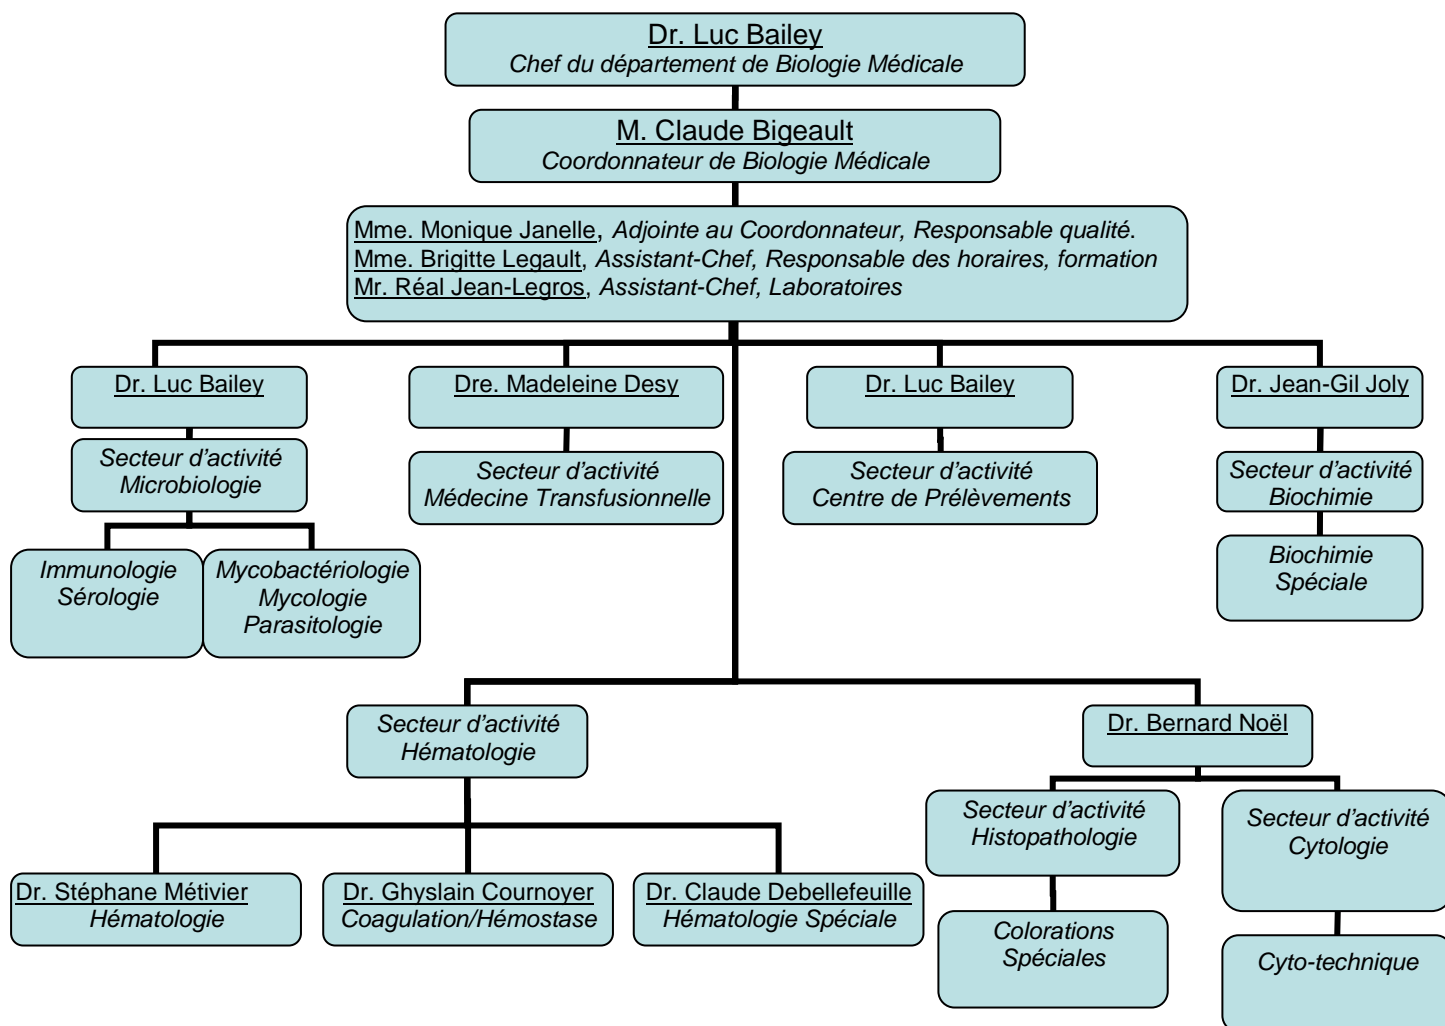 Dr. Luc Bailey
Chef du département de Biologie Médicale
M. Claude Bigeault
Coordonnateur de Biologie Médicale
Mme. Monique Janelle, Adjointe au Coordonnateur, Responsable qualité.
Mme. Brigitte Legault, Assistant-Chef, Responsable des horaires, formation
Mr. Réal Jean-Legros, Assistant-Chef, Laboratoires
Dr. Luc Bailey
Dre. Madeleine Desy
Dr. Luc Bailey
Dr. Jean-Gil Joly
Secteur d'activité
Microbiologie
Secteur d'activité
Médecine Transfusionnelle
Secteur d'activité
Centre de Prélèvements
Secteur d'activité
Biochimie
Immunologie
Sérologie
Mycobactériologie
Mycologie
Parasitologie
Biochimie
Spéciale
Secteur d'activité
Hématologie
Dr. Bernard Noël
Secteur d'activité
Histopathologie
Secteur d'activité
Cytologie
Dr. Stéphane Métivier
Hématologie
Dr. Ghyslain Cournoyer
Coagulation/Hémostase
Dr. Claude Debellefeuille
Hématologie Spéciale
Colorations
Spéciales
Cyto-technique